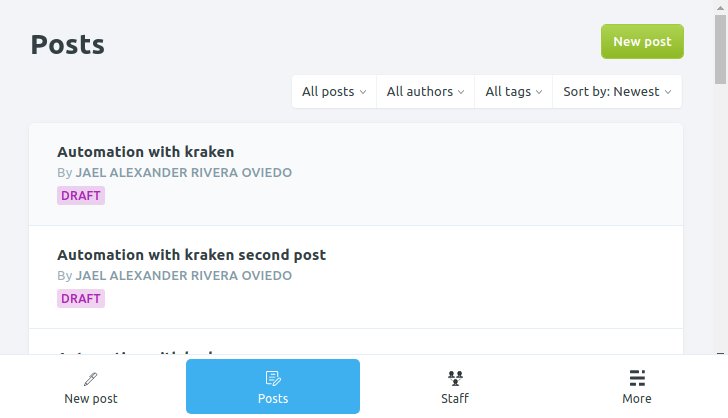 Posts
New post
All posts
All authors
All tags
Sort by: Newest
Automation with kraken
By JAEL ALEXANDER RIVERA OVIEDO
DRAFT
Automation with kraken second post
By JAEL ALEXANDER RIVERA OVIEDO
DRAFT
New post
Posts
Staff
More